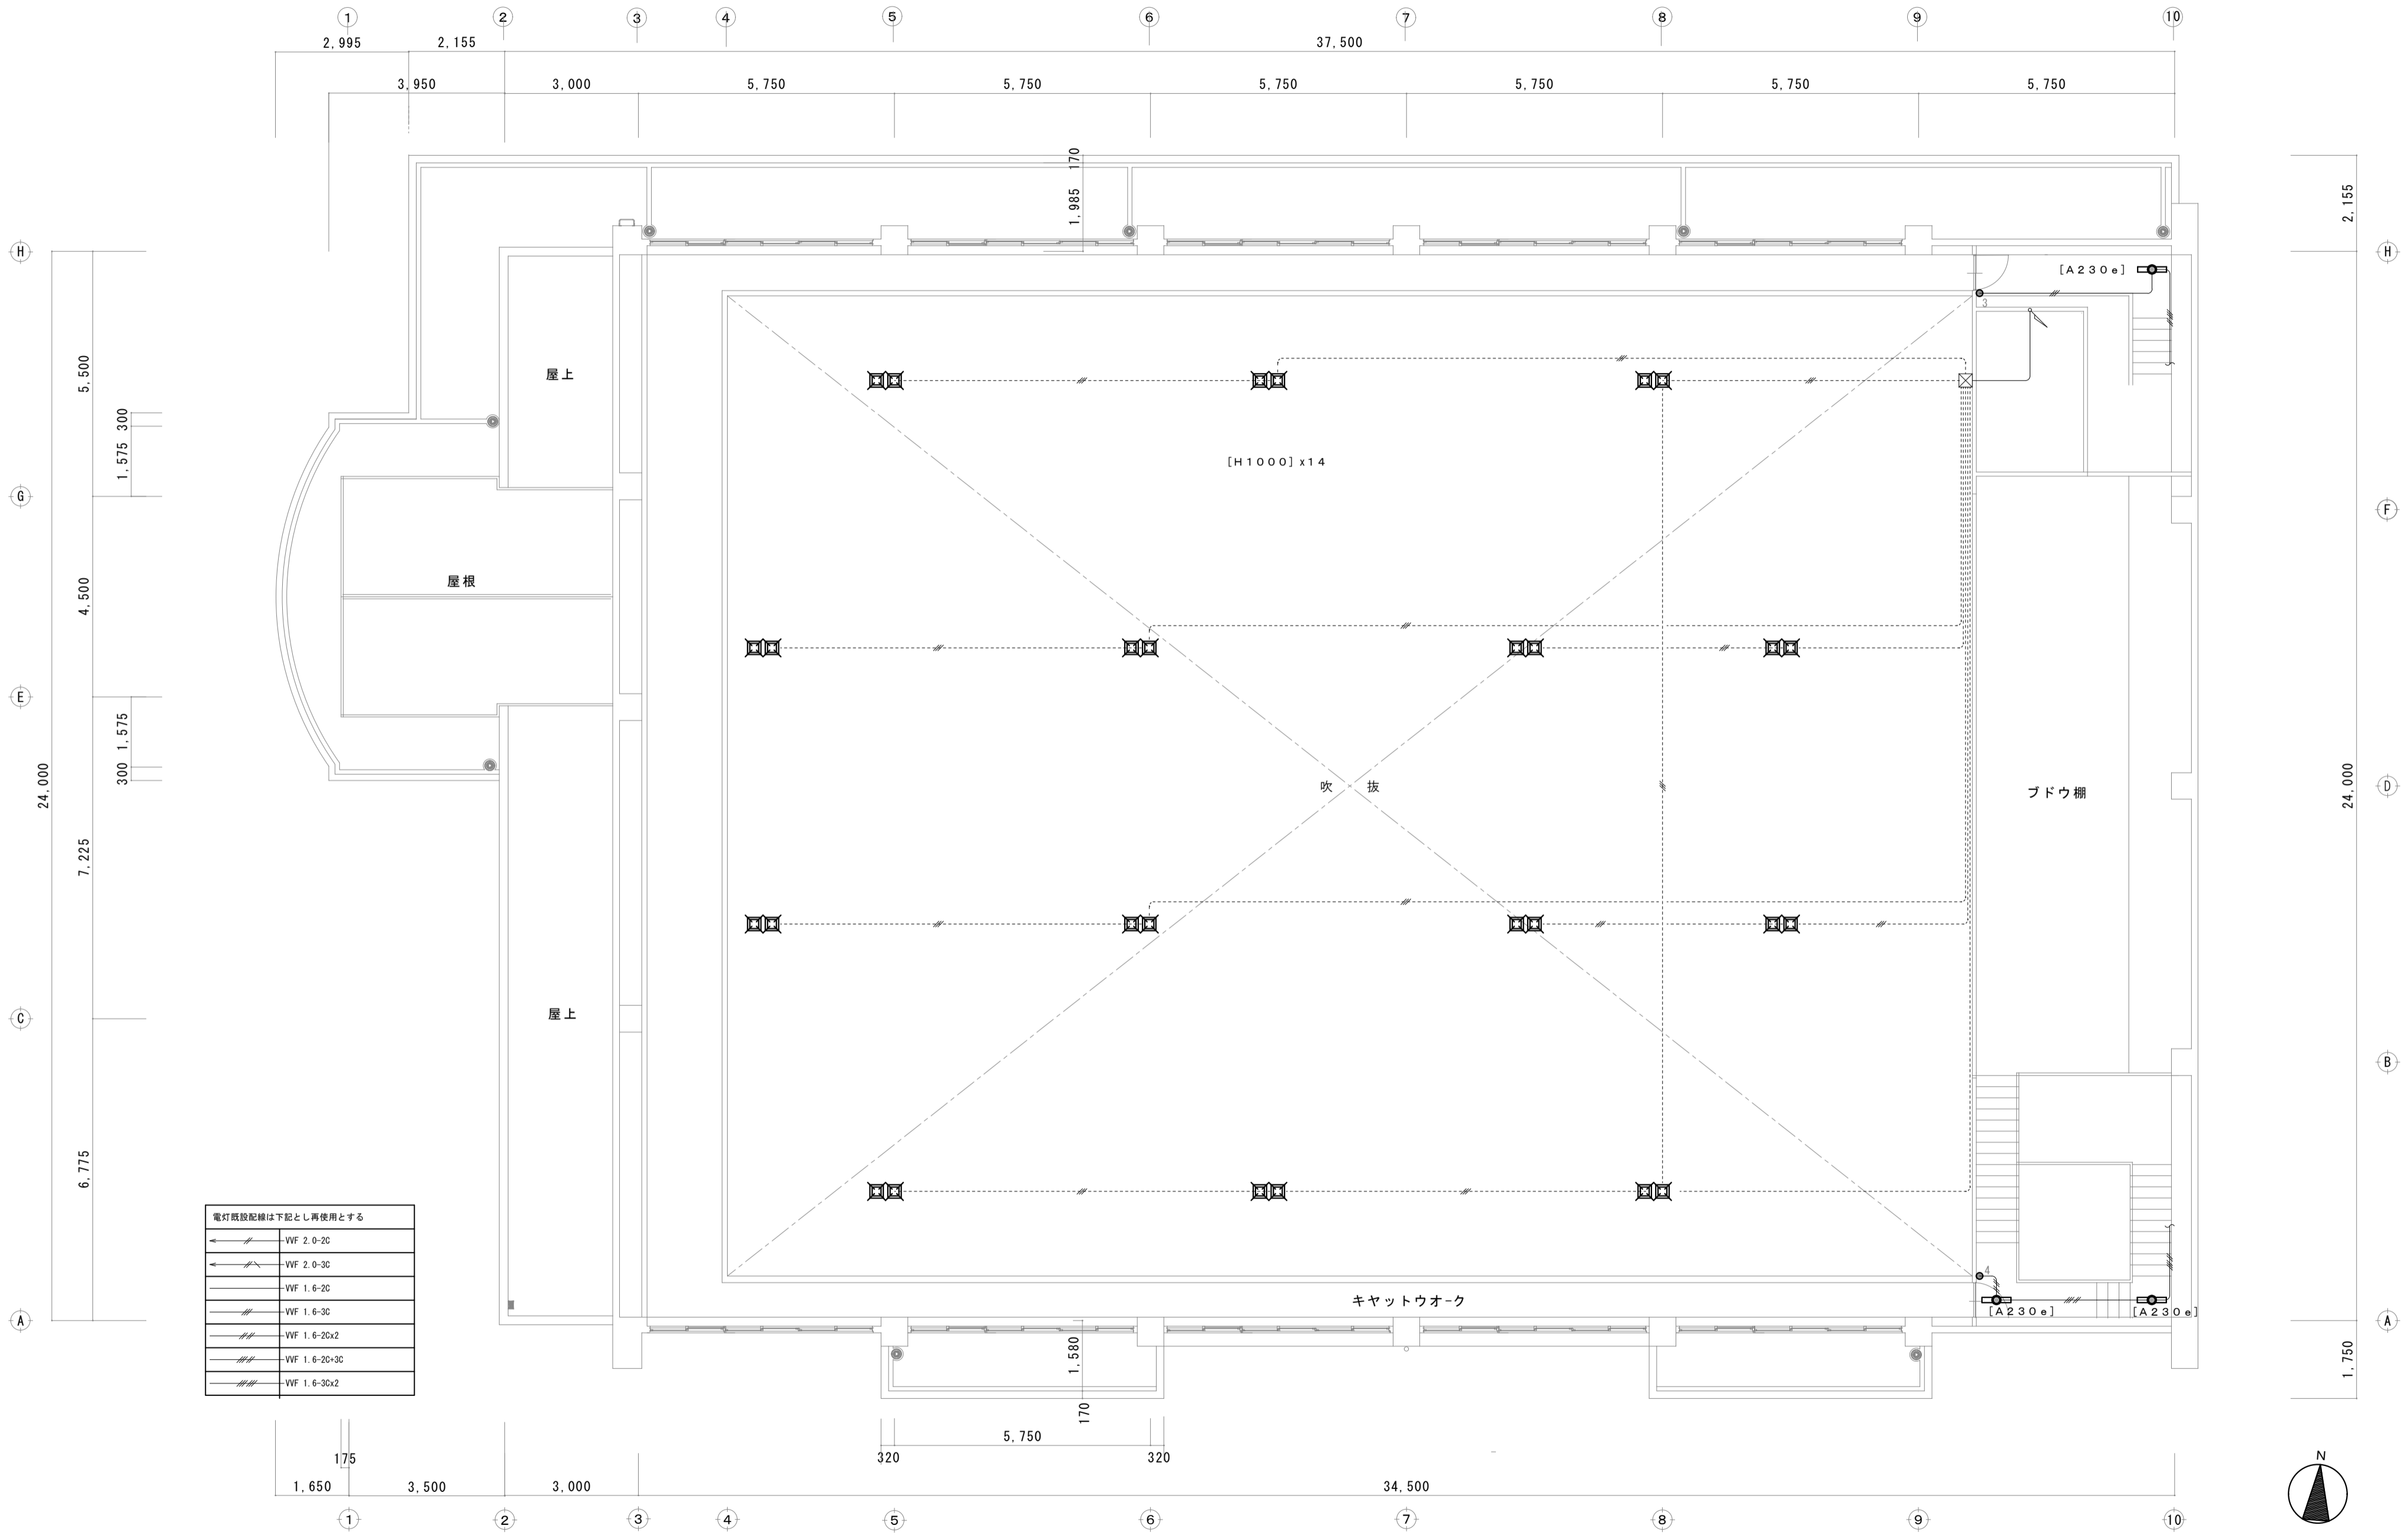 1 2 3 4 5 6 7 8 9 10
2,995 2,155 37,500
3,950 3,000 5,750 5,750 5,750 5,750 5,750 5,750
170
1,985
2,155
H H
[A230e]
3
5,500
屋上
300
1,575
[H1000]x14
G F
4,500
屋根
E
1,575
300
24,000
吹 抜
D
24,000
ブドウ棚
7,225
C
屋上
B
6,775
4
キヤットウオ-ク
[A230e] [A230e]
A A
電灯既設配線は下記とし再使用とする
VVF 2.0-2C
VVF 2.0-3C
VVF 1.6-2C
VVF 1.6-3C
VVF 1.6-2Cx2
VVF 1.6-2C+3C
VVF 1.6-3Cx2
1,580
170
1,750
5,750
320 320
175
1,650 3,500 3,000 34,500
N
1 2 3 4 5 6 7 8 9 10